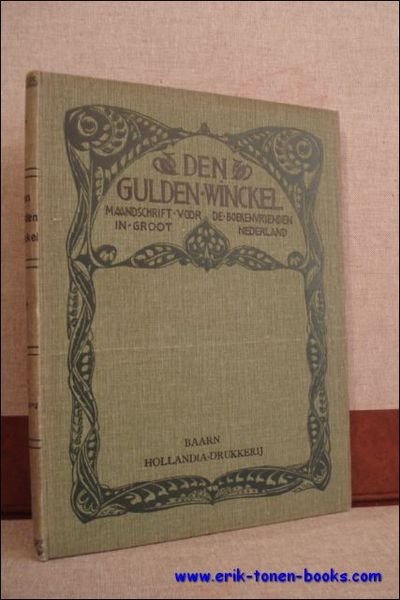 DEN
GULDEN·WINCKEL
MAANDSCHRIFT·VOOR DE·BOEKENVRIENDEN
IN·GROOT NEDERLAND
BAARN
HOLLANDIA-DRUKKERIJ
www.erik-tonen-books.com